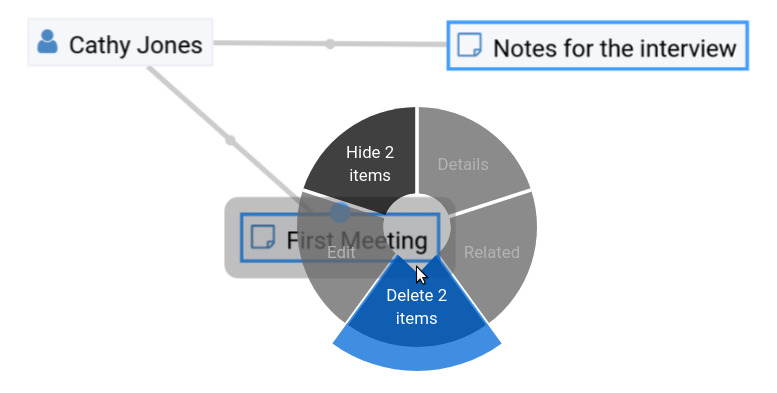 Cathy Jones
Notes for the interview
Hide 2
items
Details
First Meeting
Edit
Related
Delete 2
items